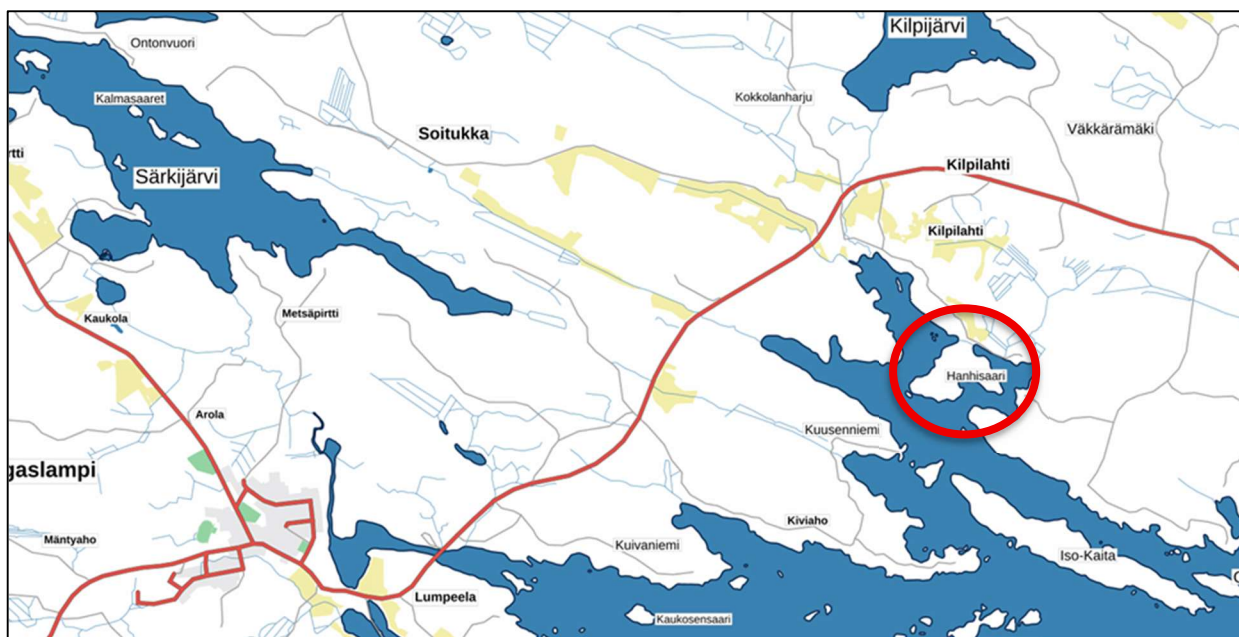 Ontonvuori
Kilpijärvi
Kalmasaaret
Kokkolanharju
Soitukka
Väkkärämäki
rtti
Särkijärvi
Kilpilahti
Kilpilahti
Kaukola
Metsäpirtti
Hanhisaari
Arola
Kuusenniemi
gaslampi
Kiviaho
Mäntyaho
Kuivaniemi
Iso-Kaita
Lumpeela
Kaukosensaari